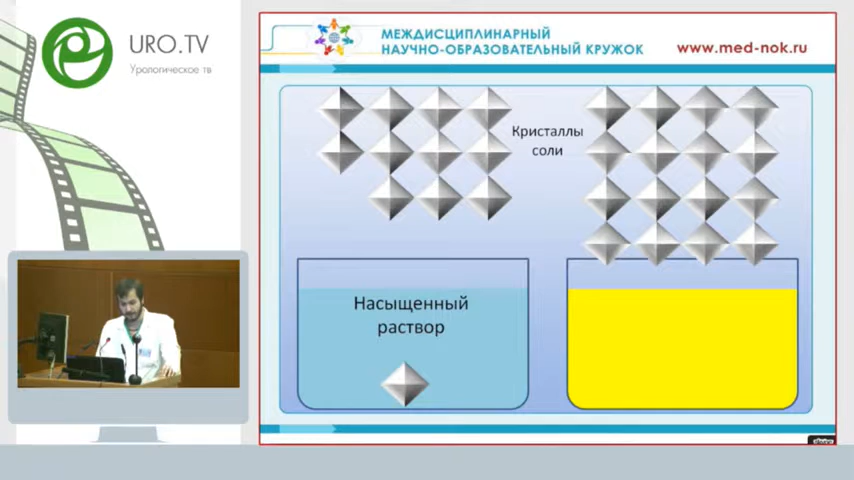 URO.TV
Урологическое тв
МЕЖДИСЦИПЛИНАРНЫЙ
НАУЧНО-ОБРАЗОВАТЕЛЬНЫЙ КРУЖОК
www.med-nok.ru
Кристаллы
соли
Насыщенный
раствор